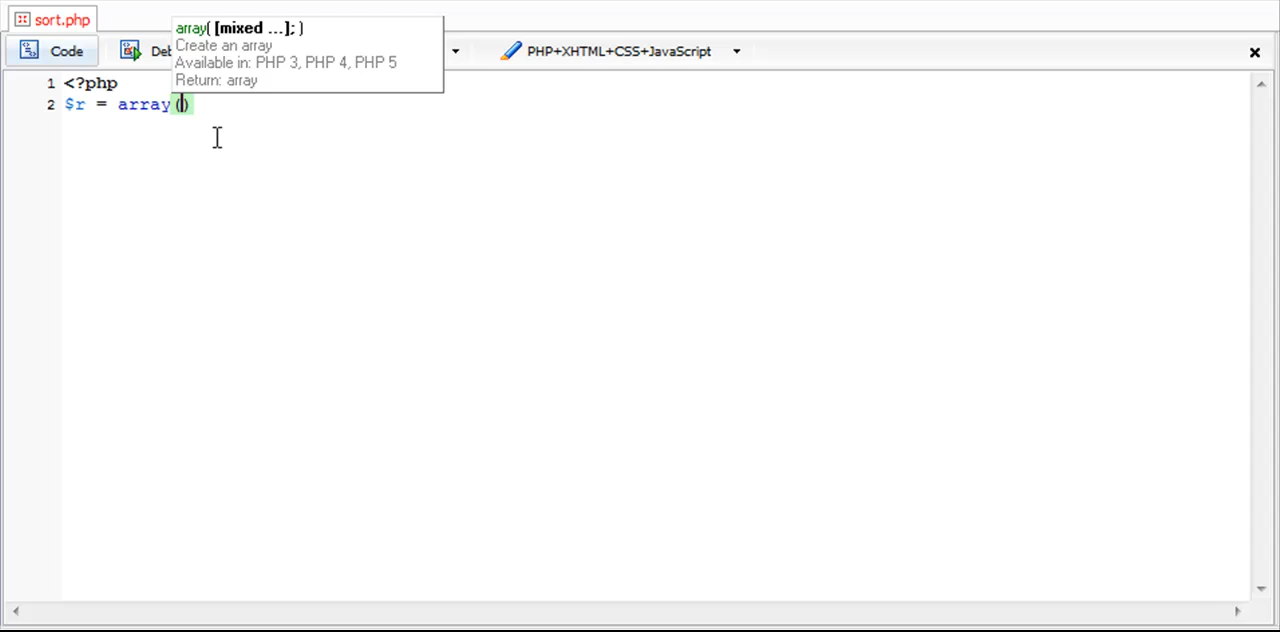 sort.php
array( [mixed ...]; )
Create an array
Available in: PHP 3, PHP 4, PHP 5
Return: array
Code
Deb
PHP+XHTML+CSS+JavaScript
1 <?php
2 $r = array()